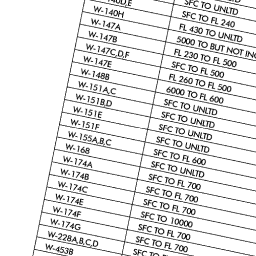 W-140D,E SFC TO UNLTD
W-140H SFC TO FL 240
W-147A FL 430 TO UNLTD
W-147B 5000 TO BUT NOT INC
W-147C,D,F FL 230 TO FL 500
W-147E SFC TO FL 500
W-148B FL 260 TO FL 500
W-151A,C 6000 TO FL 600
W-151B,D SFC TO UNLTD
W-151E SFC TO UNLTD
W-151F SFC TO UNLTD
W-155A,B,C SFC TO UNLTD
W-168 SFC TO FL 600
W-174A SFC TO UNLTD
W-174B SFC TO FL 700
W-174C SFC TO FL 700
W-174E SFC TO FL 700
W-174F SFC TO 10000
W-174G SFC TO FL 700
W-228A,B,C,D SFC TO FL 700
W-453B SFC TO